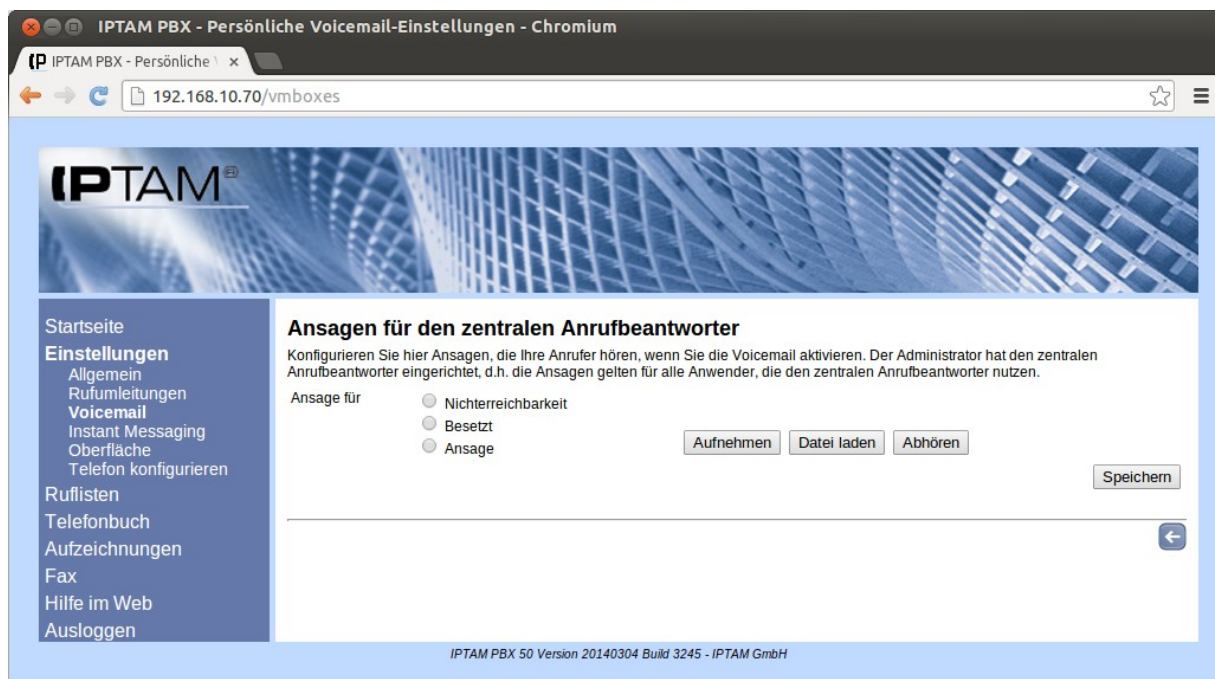 IPTAM PBX - Persönliche Voicemail-Einstellungen - Chromium
IPTAM PBX - Persönliche
192.168.10.70/vmboxes
IPTAM®
Startseite
Einstellungen
Allgemein
Rufumleitungen
Voicemail
Instant Messaging
Oberfläche
Telefon konfigurieren
Ruflisten
Telefonbuch
Aufzeichnungen
Fax
Hilfe im Web
Ausloggen
Ansagen für den zentralen Anrufbeantworter
Konfigurieren Sie hier Ansagen, die Ihre Anrufer hören, wenn Sie die Voicemail aktivieren. Der Administrator hat den zentralen
Anrufbeantworter eingerichtet, d.h. die Ansagen gelten für alle Anwender, die den zentralen Anrufbeantworter nutzen.
Ansage für
Nichterreichbarkeit
Besetzt
Ansage
Aufnehmen Datei laden Abhören
Speichern
IPTAM PBX 50 Version 20140304 Build 3245 - IPTAM GmbH